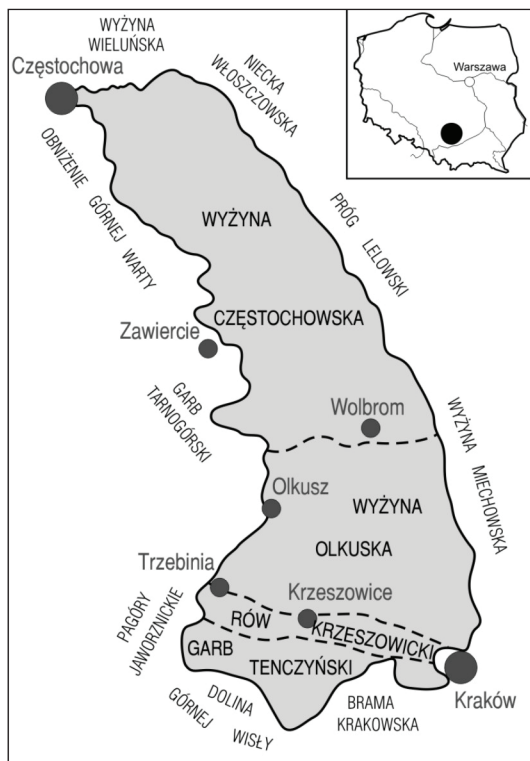 WYŻYNA
WIELUŃSKA
Częstochowa
NIECKA
WŁOSZCZOWSKA
Warszawa
OBNIŻENIE GÓRNEJ WARTY
PRÓG LELOWSKI
WYŻYNA
CZĘSTOCHOWSKA
Zawiercie
GARB
TARNOGÓRSKI
Wolbrom
WYŻYNA MIECHOWSKA
Olkusz
WYŻYNA
OLKUSKA
Trzebinia
Krzeszowice
PAGÓRY
JAWORZNICKIE
RÓW KRZESZOWICKI
GARB
TENCZYŃSKI
Kraków
DOLINA
GÓRNEJ WISŁY
BRAMA
KRAKOWSKA